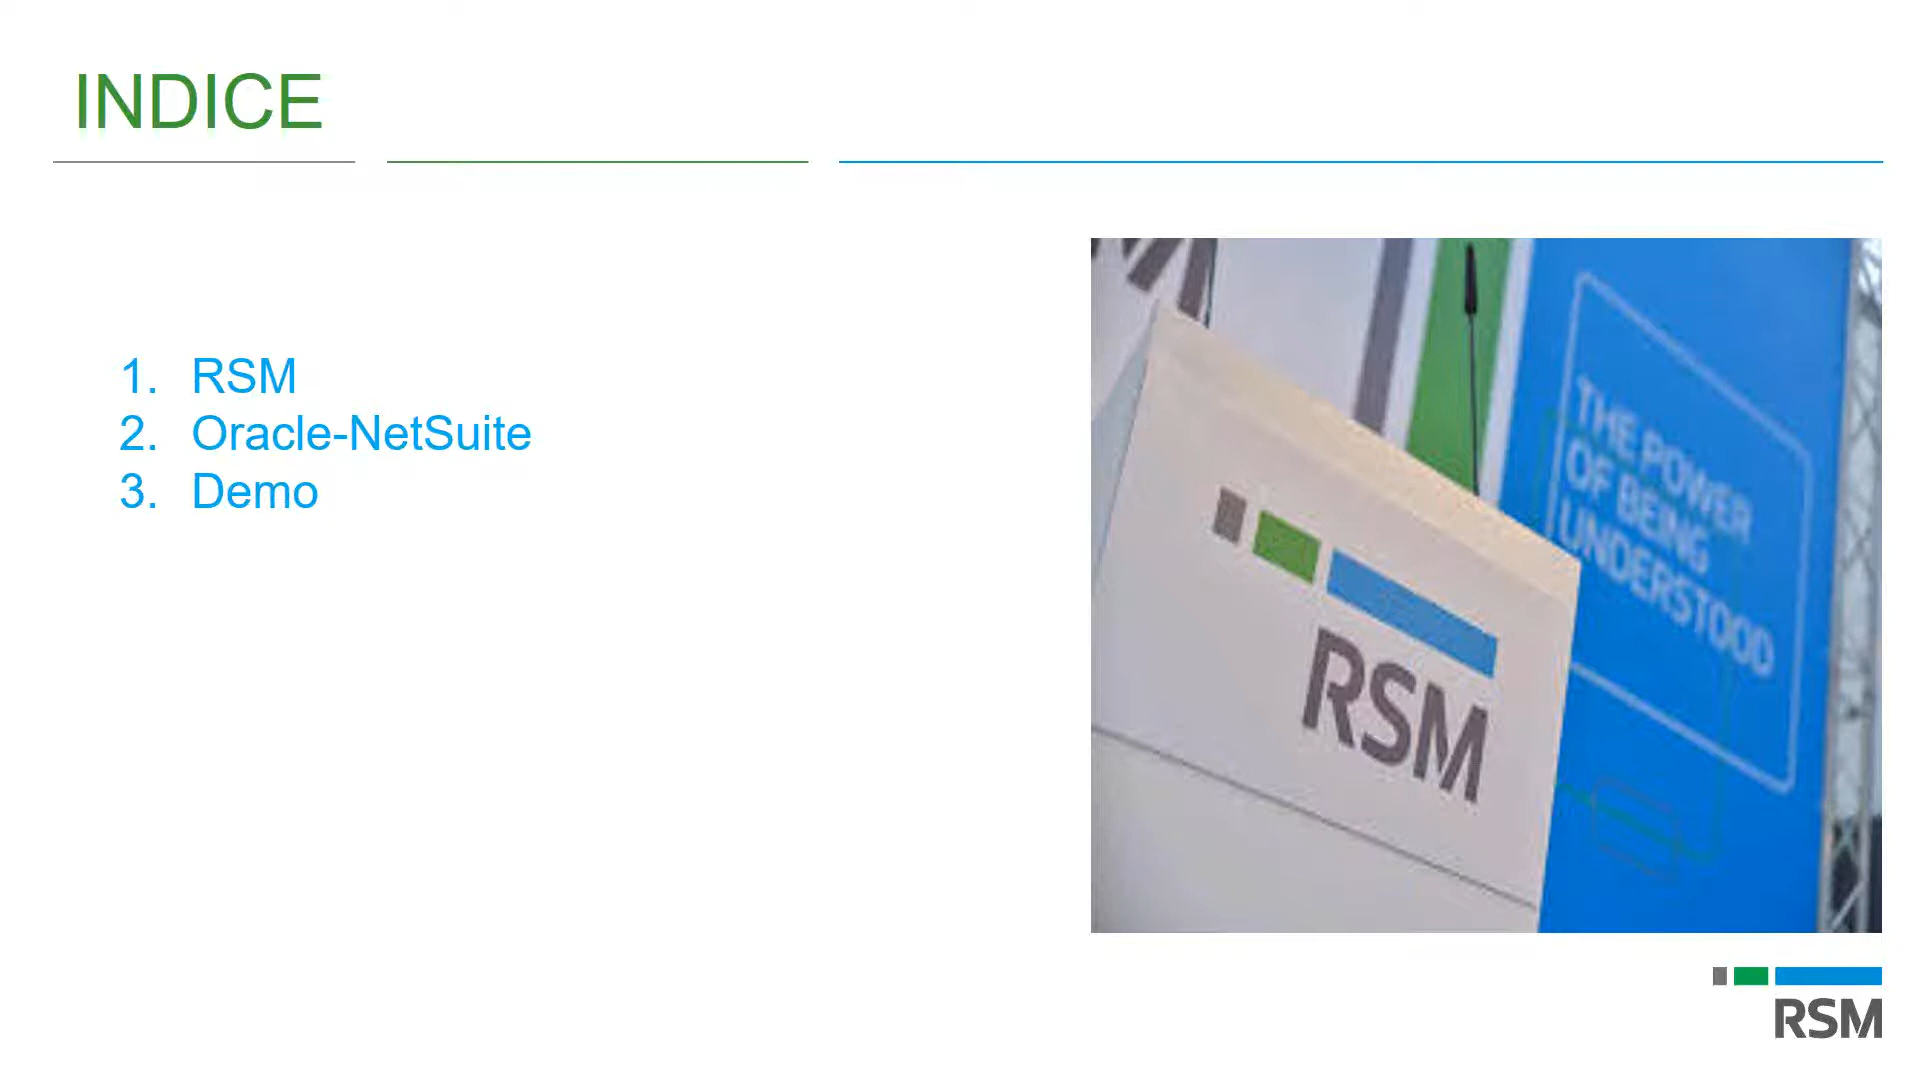 INDICE
1. RSM
2. Oracle-NetSuite
3. Demo
THE POWER
OF BEING
UNDERSTOOD
RSM
RSM